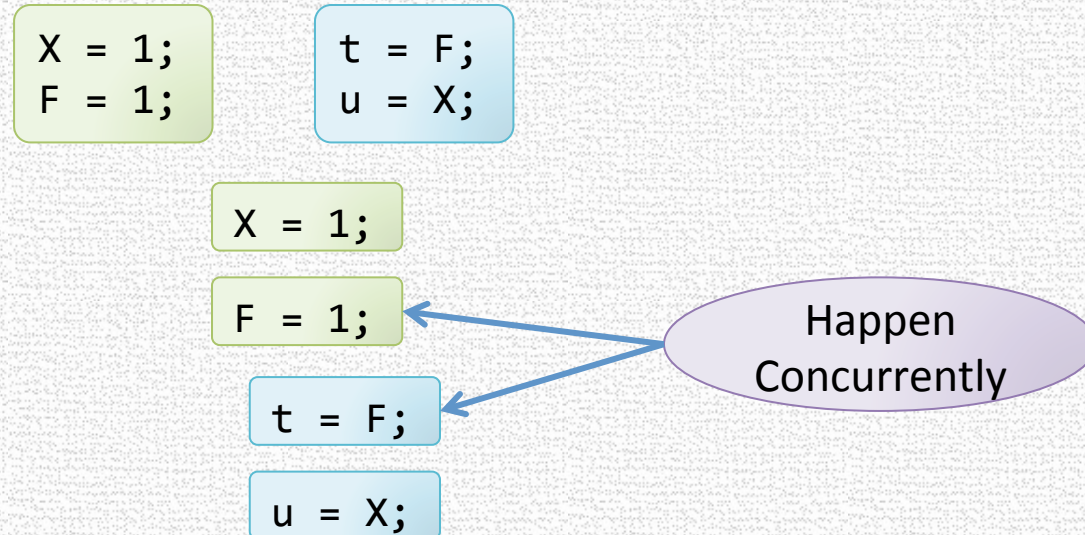 X = 1;
F = 1;
t = F;
u = X;
X = 1;
F = 1;
Happen
Concurrently
t = F;
u = X;